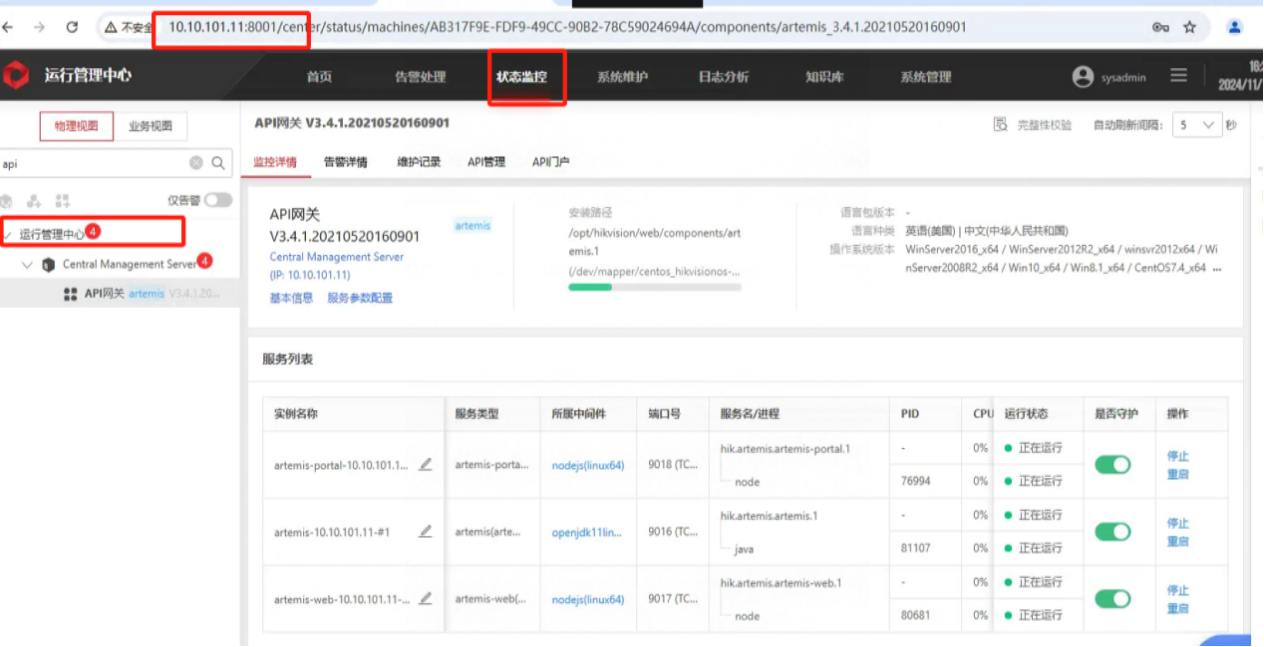 不安全 10.10.101.11:8001/center/status/machines/AB317F9E-FDF9-49CC-90B2-78C59024694A/components/artemis_3.4.1.20210520160901
运行管理中心 首页 告警处理 状态监控 系统维护 日志分析 知识库 系统管理 sysadmin
2024/11/
物理视图 业务视图
api
仅告警
运行管理中心 4
Central Management Server 4
API网关 artemis V3.4.1.20...
API网关 V3.4.1.20210520160901
完整性校验 自动刷新间隔: 5 秒
监控详情 告警详情 维护记录 API管理 API门户
API网关
V3.4.1.20210520160901
artemis
Central Management Server
(IP: 10.10.101.11)
基本信息 服务参数配置
安装路径
/opt/hikvision/web/components/art
emis.1
(/dev/mapper/centos_hikvisionos-...
语言包版本 -
语言种类 英语(美国) | 中文(中华人民共和国)
操作系统版本 WinServer2016_x64 / WinServer2012R2_x64 / winsvr2012x64 / Wi
nServer2008R2_x64 / Win10_x64 / Win8.1_x64 / CentOS7.4_x64 ...
服务列表
实例名称 服务类型 所属中间件 端口号 服务名/进程 PID CPU 运行状态 是否守护 操作
artemis-portal-10.10.101.1... artemis-porta... nodejs(linux64) 9018 (TC...
hik.artemis.artemis-portal.1 - 0% 正在运行
node 76994 0% 正在运行
停止
重启
artemis-10.10.101.11-#1 artemis(arte... openjdk11lin... 9016 (TC...
hik.artemis.artemis.1 - 0% 正在运行
java 81107 0% 正在运行
停止
重启
artemis-web-10.10.101.11-... artemis-web(... nodejs(linux64) 9017 (TC...
hik.artemis.artemis-web.1 - 0% 正在运行
node 80681 0% 正在运行
停止
重启